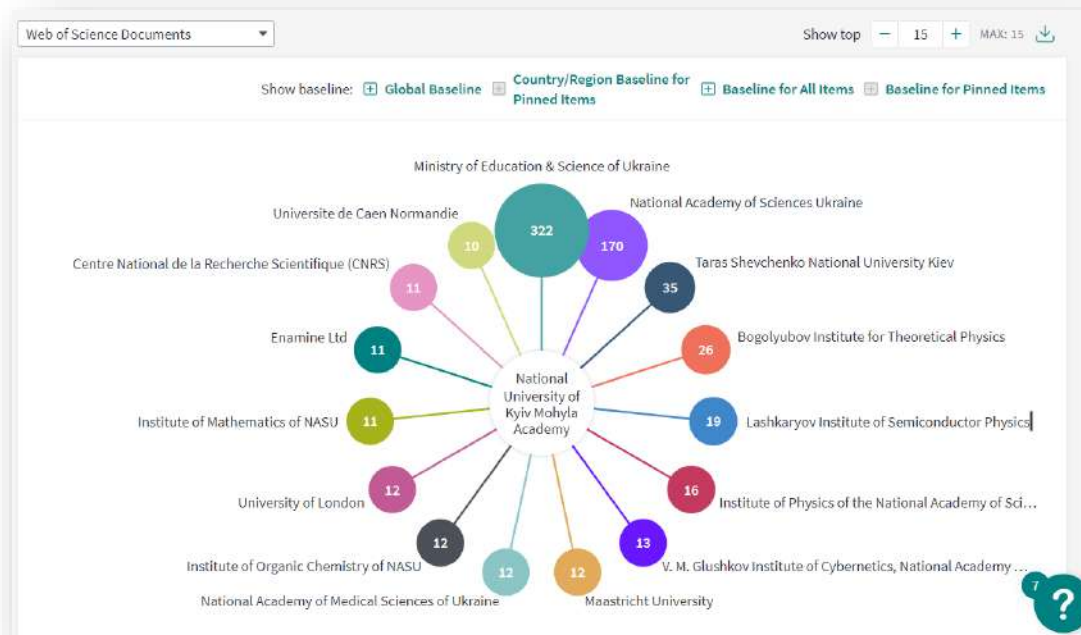 Web of Science Documents
Show top
15
MAX: 15
Show baseline:
Global Baseline
Country/Region Baseline for
Pinned Items
Baseline for All Items
Baseline for Pinned Items
Ministry of Education & Science of Ukraine
322
National Academy of Sciences Ukraine
170
Taras Shevchenko National University Kiev
35
Bogolyubov Institute for Theoretical Physics
26
Lashkaryov Institute of Semiconductor Physics
19
Institute of Physics of the National Academy of Sci...
16
V. M. Glushkov Institute of Cybernetics, National Academy ...
13
Maastricht University
12
National Academy of Medical Sciences of Ukraine
12
Institute of Organic Chemistry of NASU
12
University of London
12
Institute of Mathematics of NASU
11
Enamine Ltd
11
Centre National de la Recherche Scientifique (CNRS)
11
Universite de Caen Normandie
10
National
University of
Kyiv Mohyla
Academy
7
?